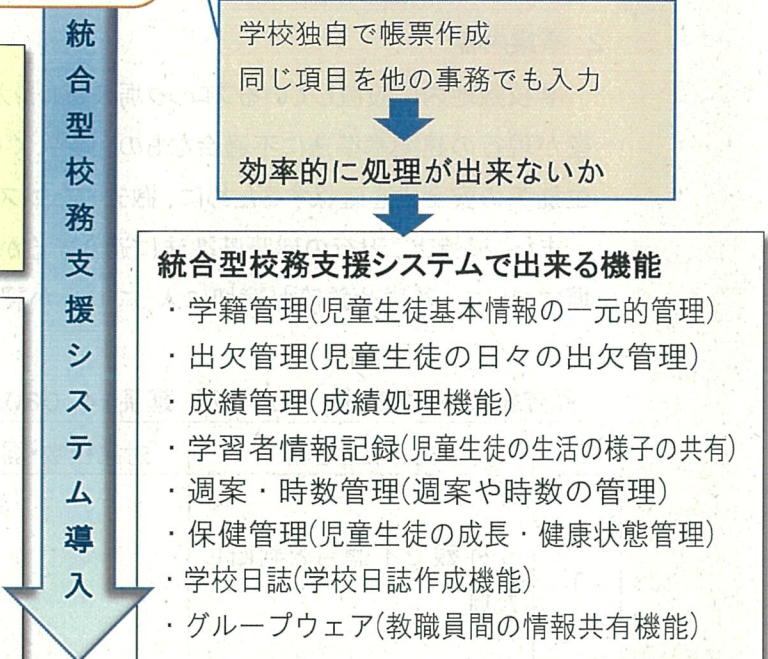 統合型校務支援システム導入
学校独自で帳票作成
同じ項目を他の事務でも入力
効率的に処理が出来ないか
統合型校務支援システムで出来る機能
・学籍管理(児童生徒基本情報の一元的管理)
・出欠管理(児童生徒の日々の出欠管理)
・成績管理(成績処理機能)
・学習者情報記録(児童生徒の生活の様子の共有)
・週案・時数管理(週案や時数の管理)
・保健管理(児童生徒の成長・健康状態管理)
・学校日誌(学校日誌作成機能)
・グループウェア(教職員間の情報共有機能)